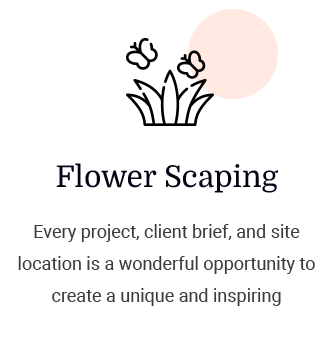 Flower Scaping
Every project, client brief, and site
location is a wonderful opportunity to
create a unique and inspiring